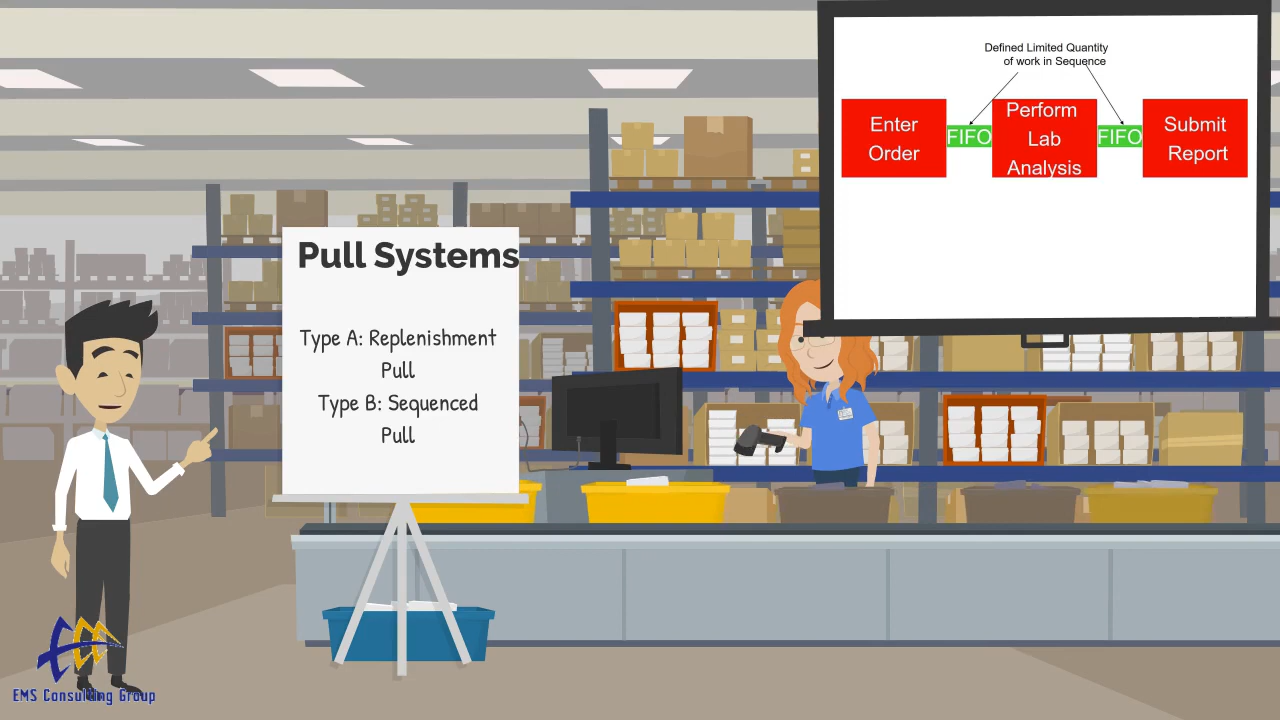 Pull Systems
Type A: Replenishment
Pull
Type B: Sequenced
Pull
Defined Limited Quantity
of work in Sequence
Enter
Order
FIFO
Perform
Lab
Analysis
FIFO
Submit
Report
EMS Consulting Group